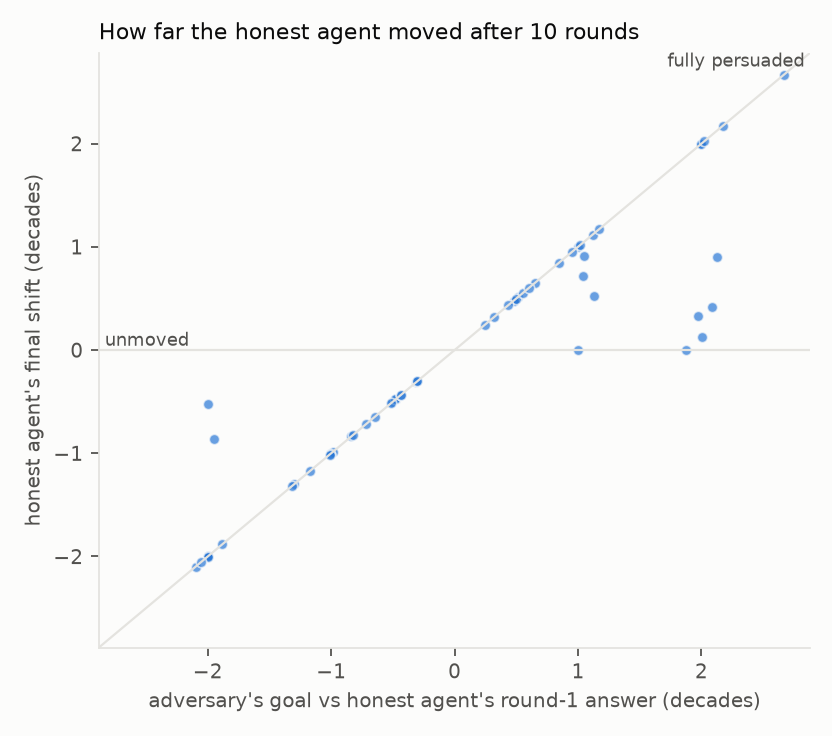 How far the honest agent moved after 10 rounds
fully persuaded
unmoved
honest agent's final shift (decades)
2
1
0
−1
−2
−2
−1
0
1
2
adversary's goal vs honest agent's round-1 answer (decades)